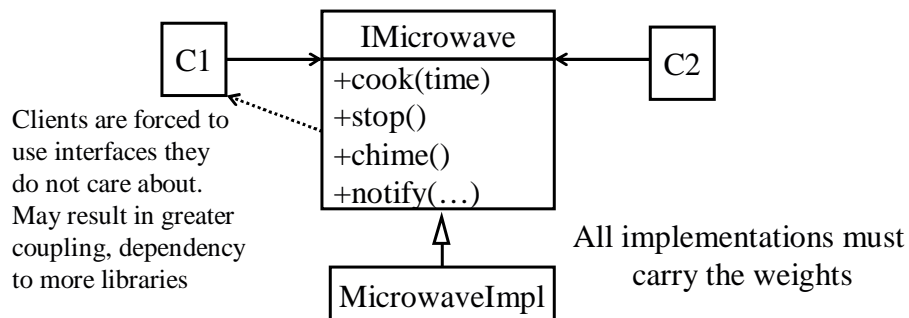 IMicrowave
C1
C2
+cook(time)
+stop()
+chime()
+notify(…)
Clients are forced to
use interfaces they
do not care about.
May result in greater
coupling, dependency
to more libraries
All implementations must
carry the weights
MicrowaveImpl